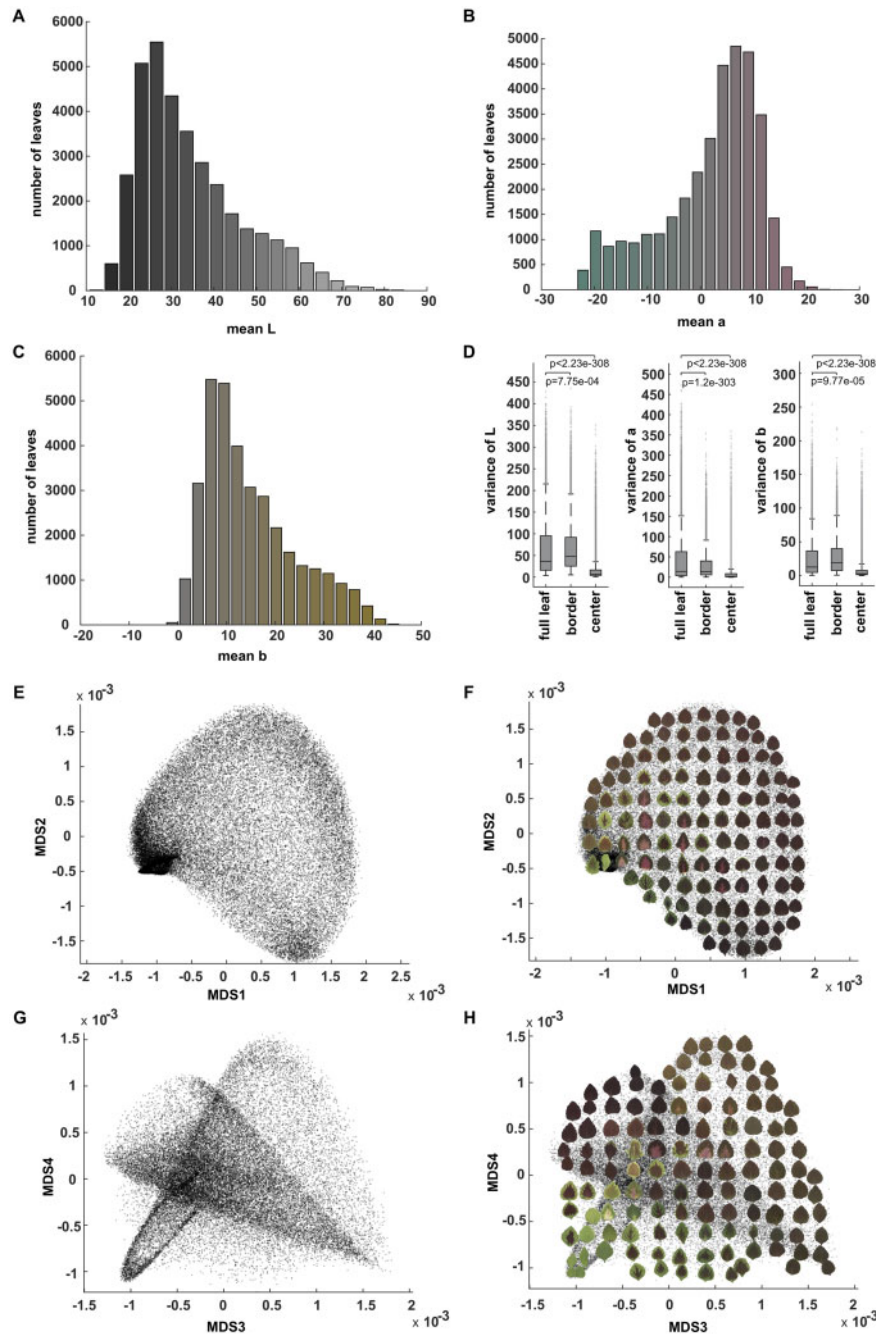 A
6000
5000
4000
3000
2000
1000
0
number of leaves
10 20 30 40 50 60 70 80 90
mean L
B
5000
4500
4000
3500
3000
2500
2000
1500
1000
500
0
number of leaves
-30 -20 -10 0 10 20 30
mean a
C
6000
5000
4000
3000
2000
1000
0
number of leaves
-20 -10 0 10 20 30 40 50
mean b
D
p<2.23e-308
p=7.75e-04
450
400
350
300
250
200
150
100
50
0
variance of L
full leaf
border
center
p<2.23e-308
p=1.2e-303
500
450
400
350
300
250
200
150
100
50
0
variance of a
full leaf
border
center
p<2.23e-308
p=9.77e-05
300
250
200
150
100
50
0
variance of b
full leaf
border
center
E
x 10-3
1.5
1
0.5
0
-0.5
-1
-1.5
MDS2
-2 -1.5 -1 -0.5 0 0.5 1 1.5 2 2.5
MDS1
x 10-3
F
x 10-3
1.5
1
0.5
0
-0.5
-1
-1.5
MDS2
-2 -1 0 1 2
MDS1
x 10-3
G
x 10-3
1.5
1
0.5
0
-0.5
-1
MDS4
-1.5 -1 -0.5 0 0.5 1 1.5 2
MDS3
x 10-3
H
x 10-3
1.5
1
0.5
0
-0.5
-1
MDS4
-1.5 -1 -0.5 0 0.5 1 1.5 2
MDS3
x 10-3